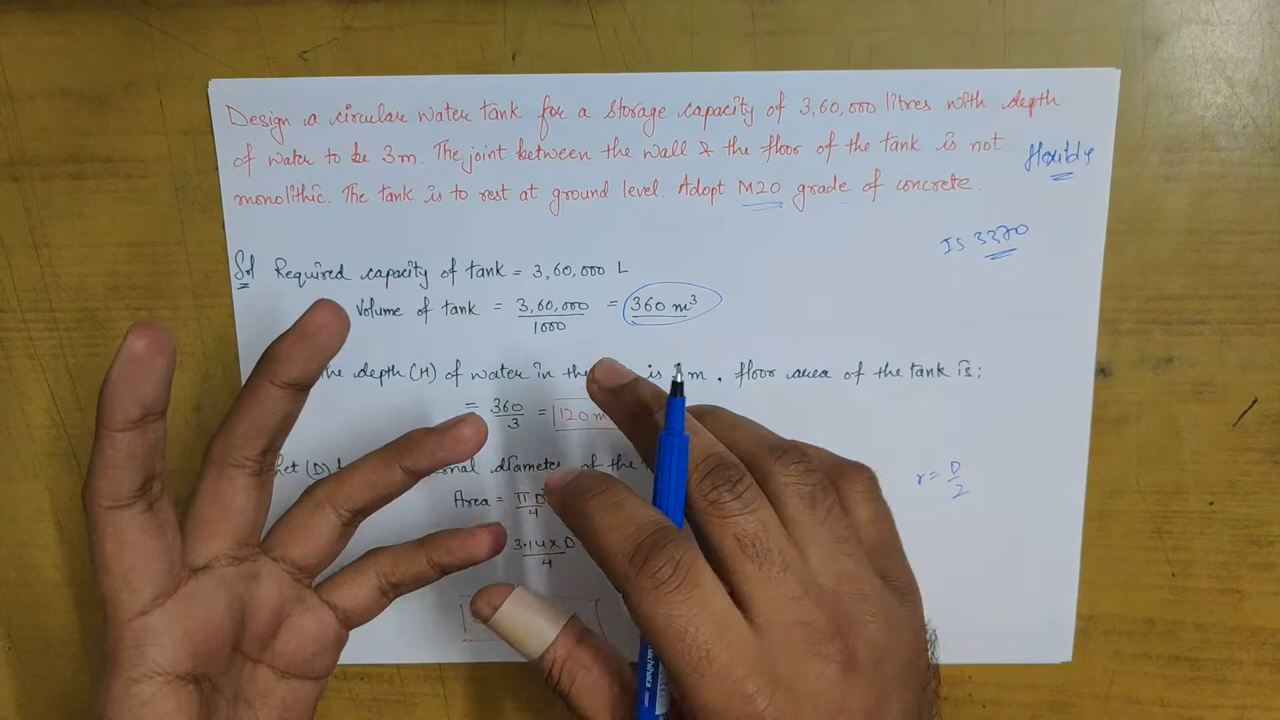 Design a circular water tank for a storage capacity of 3,60,000 litres with depth
of water to be 3m. The joint between the wall & the floor of the tank is not flexible
monolithic. The tank is to rest at ground level. Adopt M20 grade of concrete.
IS 3370
Sol Required capacity of tank = 3,60,000 L
Volume of tank = 3,60,000 / 1000 = 360 m³
depth (H) of water in the is m, floor area of the tank is:
= 360 / 3 = 120 m
Let (D) diameter of the
r = D/2
Area = πD / 4
3.14 x D / 4